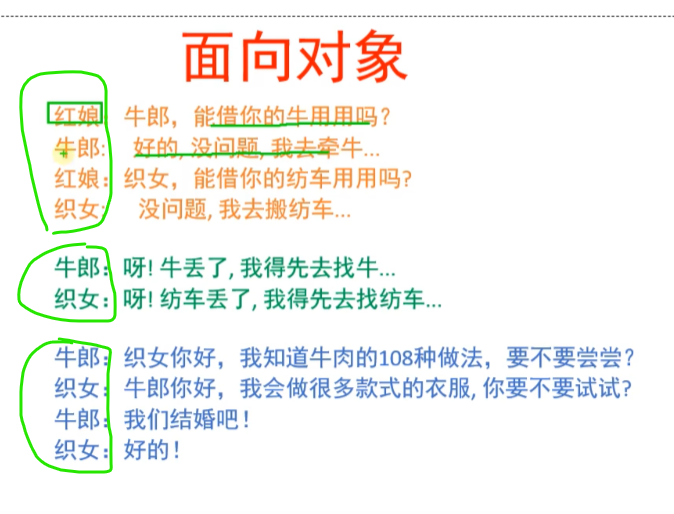 面向对象
红娘：牛郎，能借你的牛用用吗？
牛郎：好的, 没问题, 我去牵牛...
红娘：织女，能借你的纺车用用吗?
织女：没问题, 我去搬纺车...
牛郎：呀! 牛丢了, 我得先去找牛...
织女：呀! 纺车丢了, 我得先去找纺车...
牛郎：织女你好，我知道牛肉的108种做法，要不要尝尝?
织女：牛郎你好，我会做很多款式的衣服, 你要不要试试?
牛郎：我们结婚吧！
织女：好的！